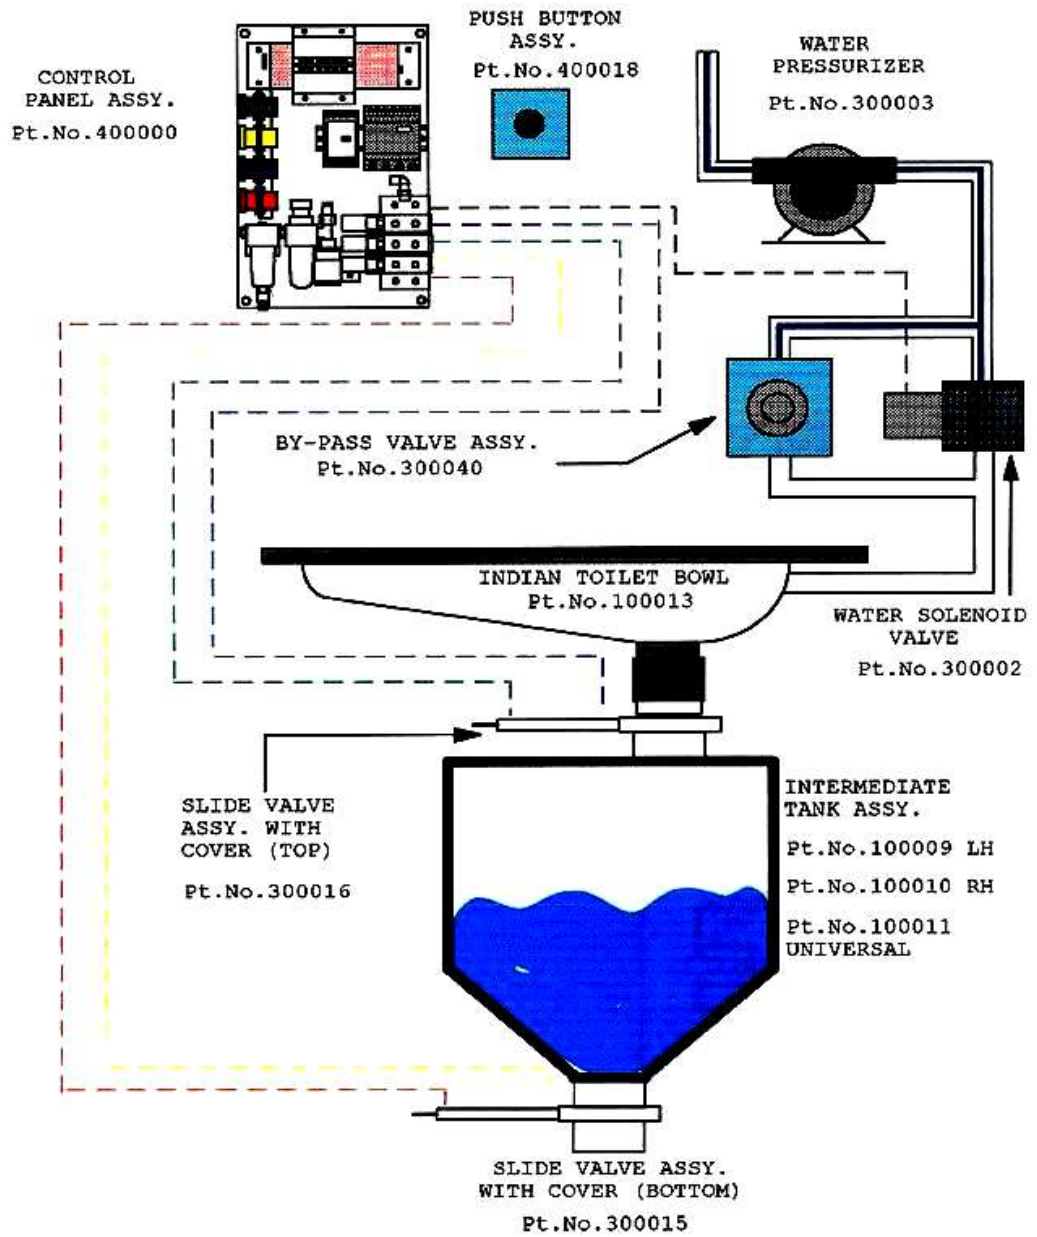 PUSH BUTTON
ASSY.
Pt.No.400018
WATER
PRESSURIZER
Pt.No.300003
CONTROL
PANEL ASSY.
Pt.No.400000
BY-PASS VALVE ASSY.
Pt.No.300040
INDIAN TOILET BOWL
Pt.No.100013
WATER SOLENOID
VALVE
Pt.No.300002
SLIDE VALVE
ASSY. WITH
COVER (TOP)
Pt.No.300016
INTERMEDIATE
TANK ASSY.
Pt.No.100009 LH
Pt.No.100010 RH
Pt.No.100011
UNIVERSAL
SLIDE VALVE ASSY.
WITH COVER (BOTTOM)
Pt.No.300015